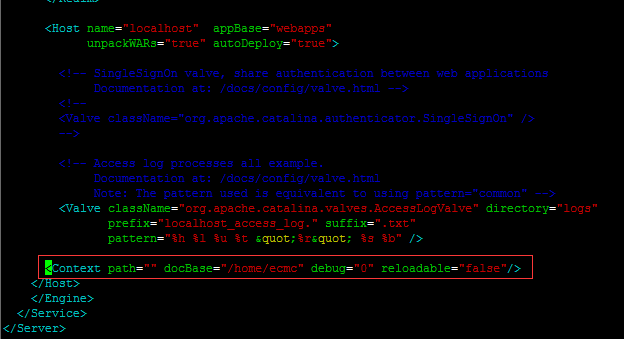 </Realm>
<Host name="localhost"  appBase="webapps"
unpackWARs="true" autoDeploy="true">
<!-- SingleSignOn valve, share authentication between web applications
Documentation at: /docs/config/valve.html -->
<!--
<Valve className="org.apache.catalina.authenticator.SingleSignOn" />
-->
<!-- Access log processes all example.
Documentation at: /docs/config/valve.html
Note: The pattern used is equivalent to using pattern="common" -->
<Valve className="org.apache.catalina.valves.AccessLogValve" directory="logs"
prefix="localhost_access_log." suffix=".txt"
pattern="%h %l %u %t &quot;%r&quot; %s %b" />
<Context path="" docBase="/home/ecmc" debug="0" reloadable="false"/>
</Host>
</Engine>
</Service>
</Server>